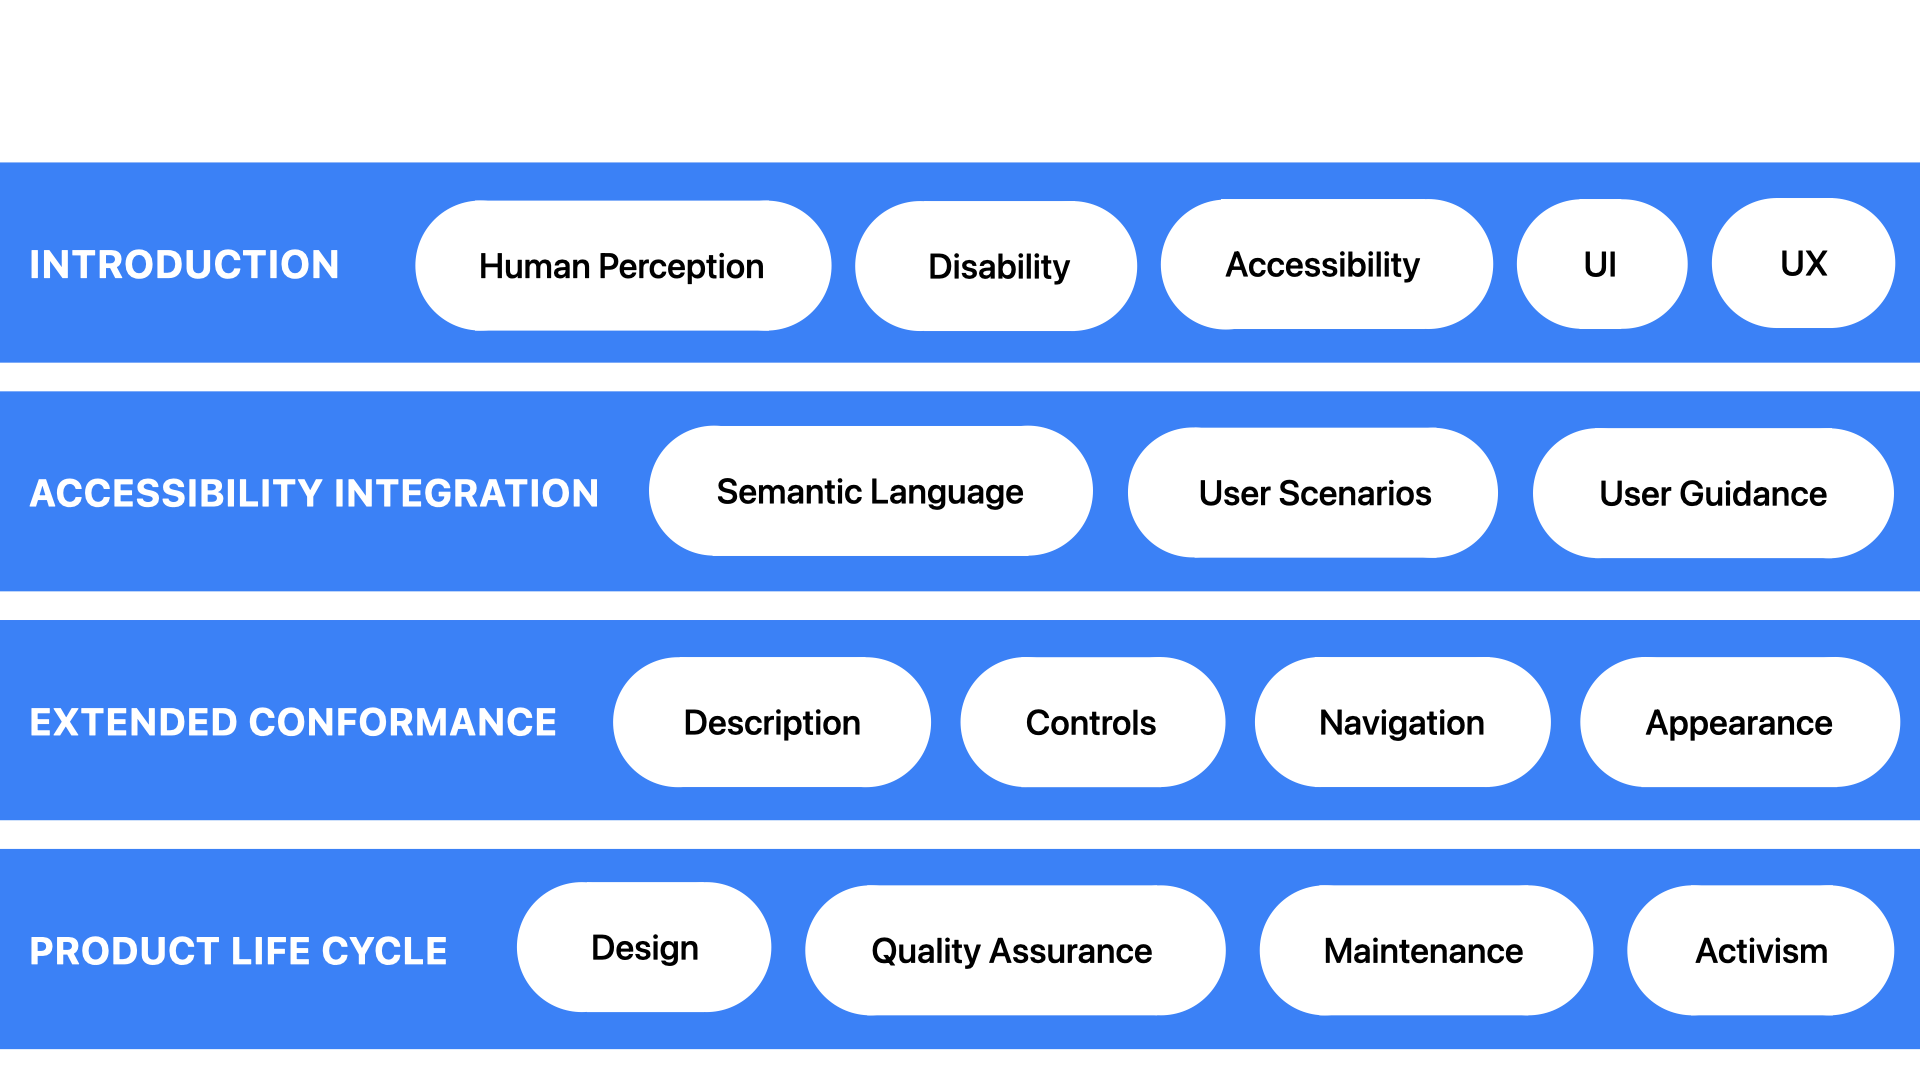 INTRODUCTION Human Perception Disability Accessibility UI UX
ACCESSIBILITY INTEGRATION Semantic Language User Scenarios User Guidance
EXTENDED CONFORMANCE Description Controls Navigation Appearance
PRODUCT LIFE CYCLE Design Quality Assurance Maintenance Activism